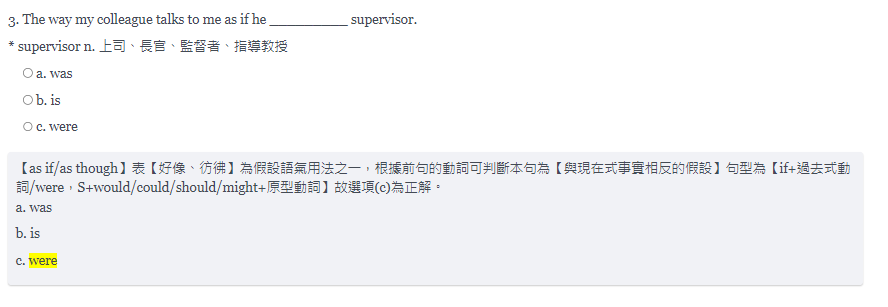 3. The way my colleague talks to me as if he __________ supervisor.
* supervisor n. 上司、長官、監督者、指導教授
a. was
b. is
c. were
【as if/as though】表【好像、彷彿】為假設語氣用法之一，根據前句的動詞可判斷本句為【與現在式事實相反的假設】句型為【if+過去式動
詞/were，S+would/could/should/might+原型動詞】故選項(c)為正解。
a. was
b. is
c. were